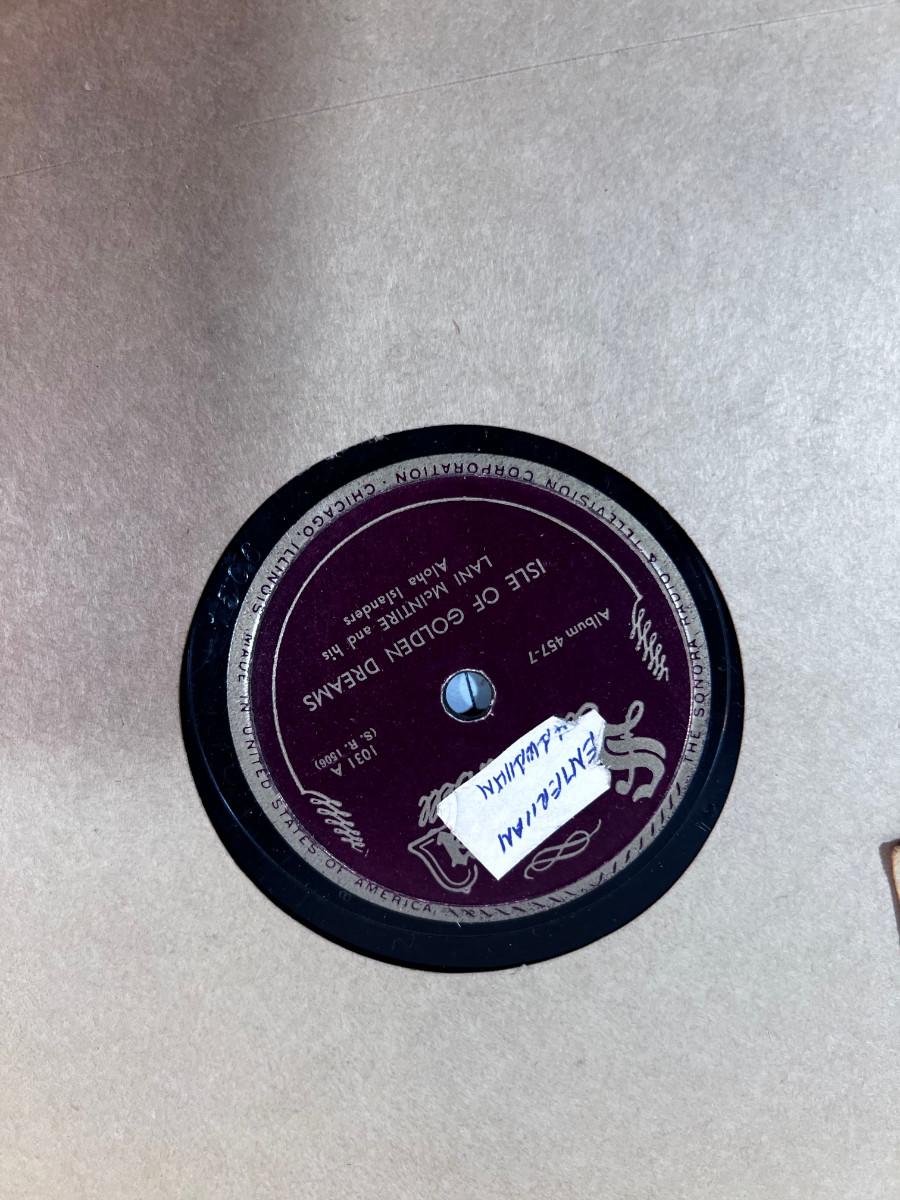 Album 457-7
1031 A
(S. R. 1506)
ISLE OF GOLDEN DREAMS
LANI McINTIRE and his
Aloha Islanders
THE SONORA RADIO & TELEVISION CORPORATION · CHICAGO, ILLINOIS MADE IN UNITED STATES OF AMERICA